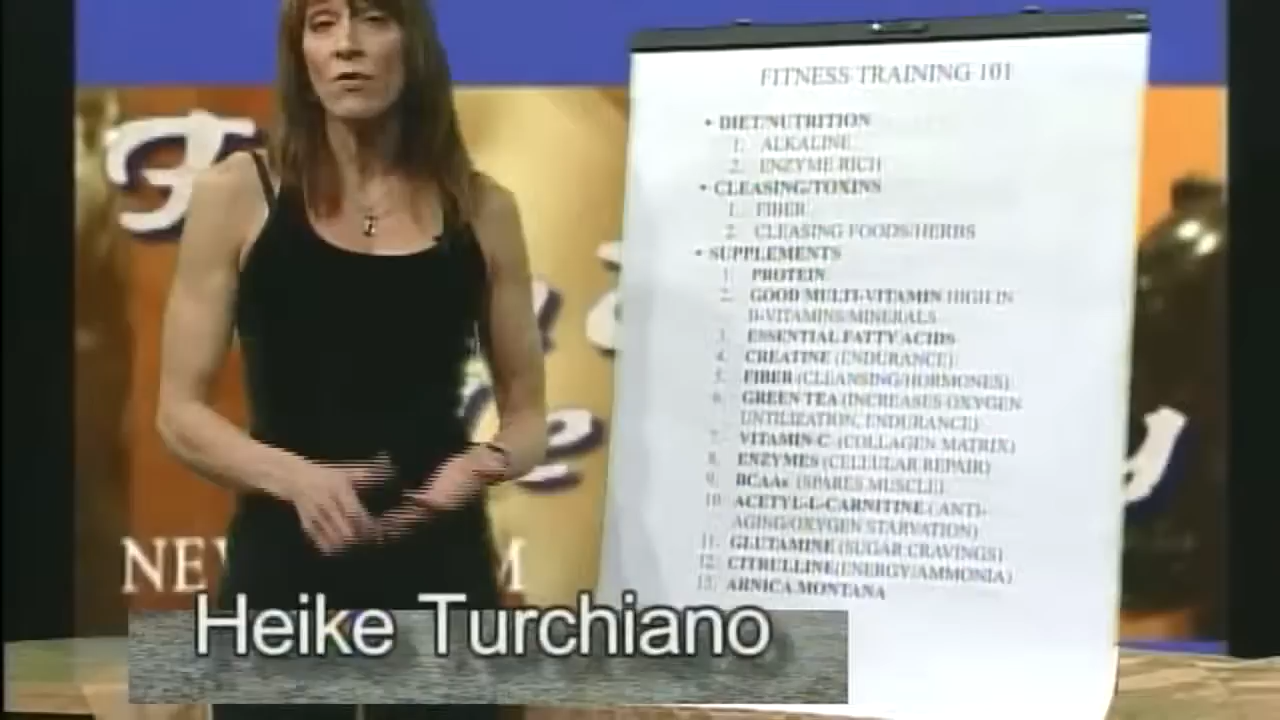 FITNESS TRAINING 101
• DIET/NUTRITION
1. ALKALINE
2. ENZYME RICH
• CLEASING/TOXINS
1. FIBER
2. CLEASING FOODS/HERBS
• SUPPLEMENTS
1. PROTEIN
2. GOOD MULTI-VITAMIN HIGH IN
B-VITAMINS/MINERALS
3. ESSENTIAL FATTY ACIDS
4. CREATINE (ENDURANCE)
5. FIBER (CLEANSING/HORMONES)
6. GREEN TEA (INCREASES OXYGEN
UNTILIZATION, ENDURANCE)
7. VITAMIN C (COLLAGEN MATRIX)
8. ENZYMES (CELLULAR REPAIR)
9. BCAAs (SPARES MUSCLE)
10. ACETYL-L-CARNITINE (ANTI-
AGING/OXYGEN STARVATION)
11. GLUTAMINE (SUGAR CRAVINGS)
12. CITRULLINE(ENERGY/AMMONIA)
13. ARNICA MONTANA
Heike Turchiano